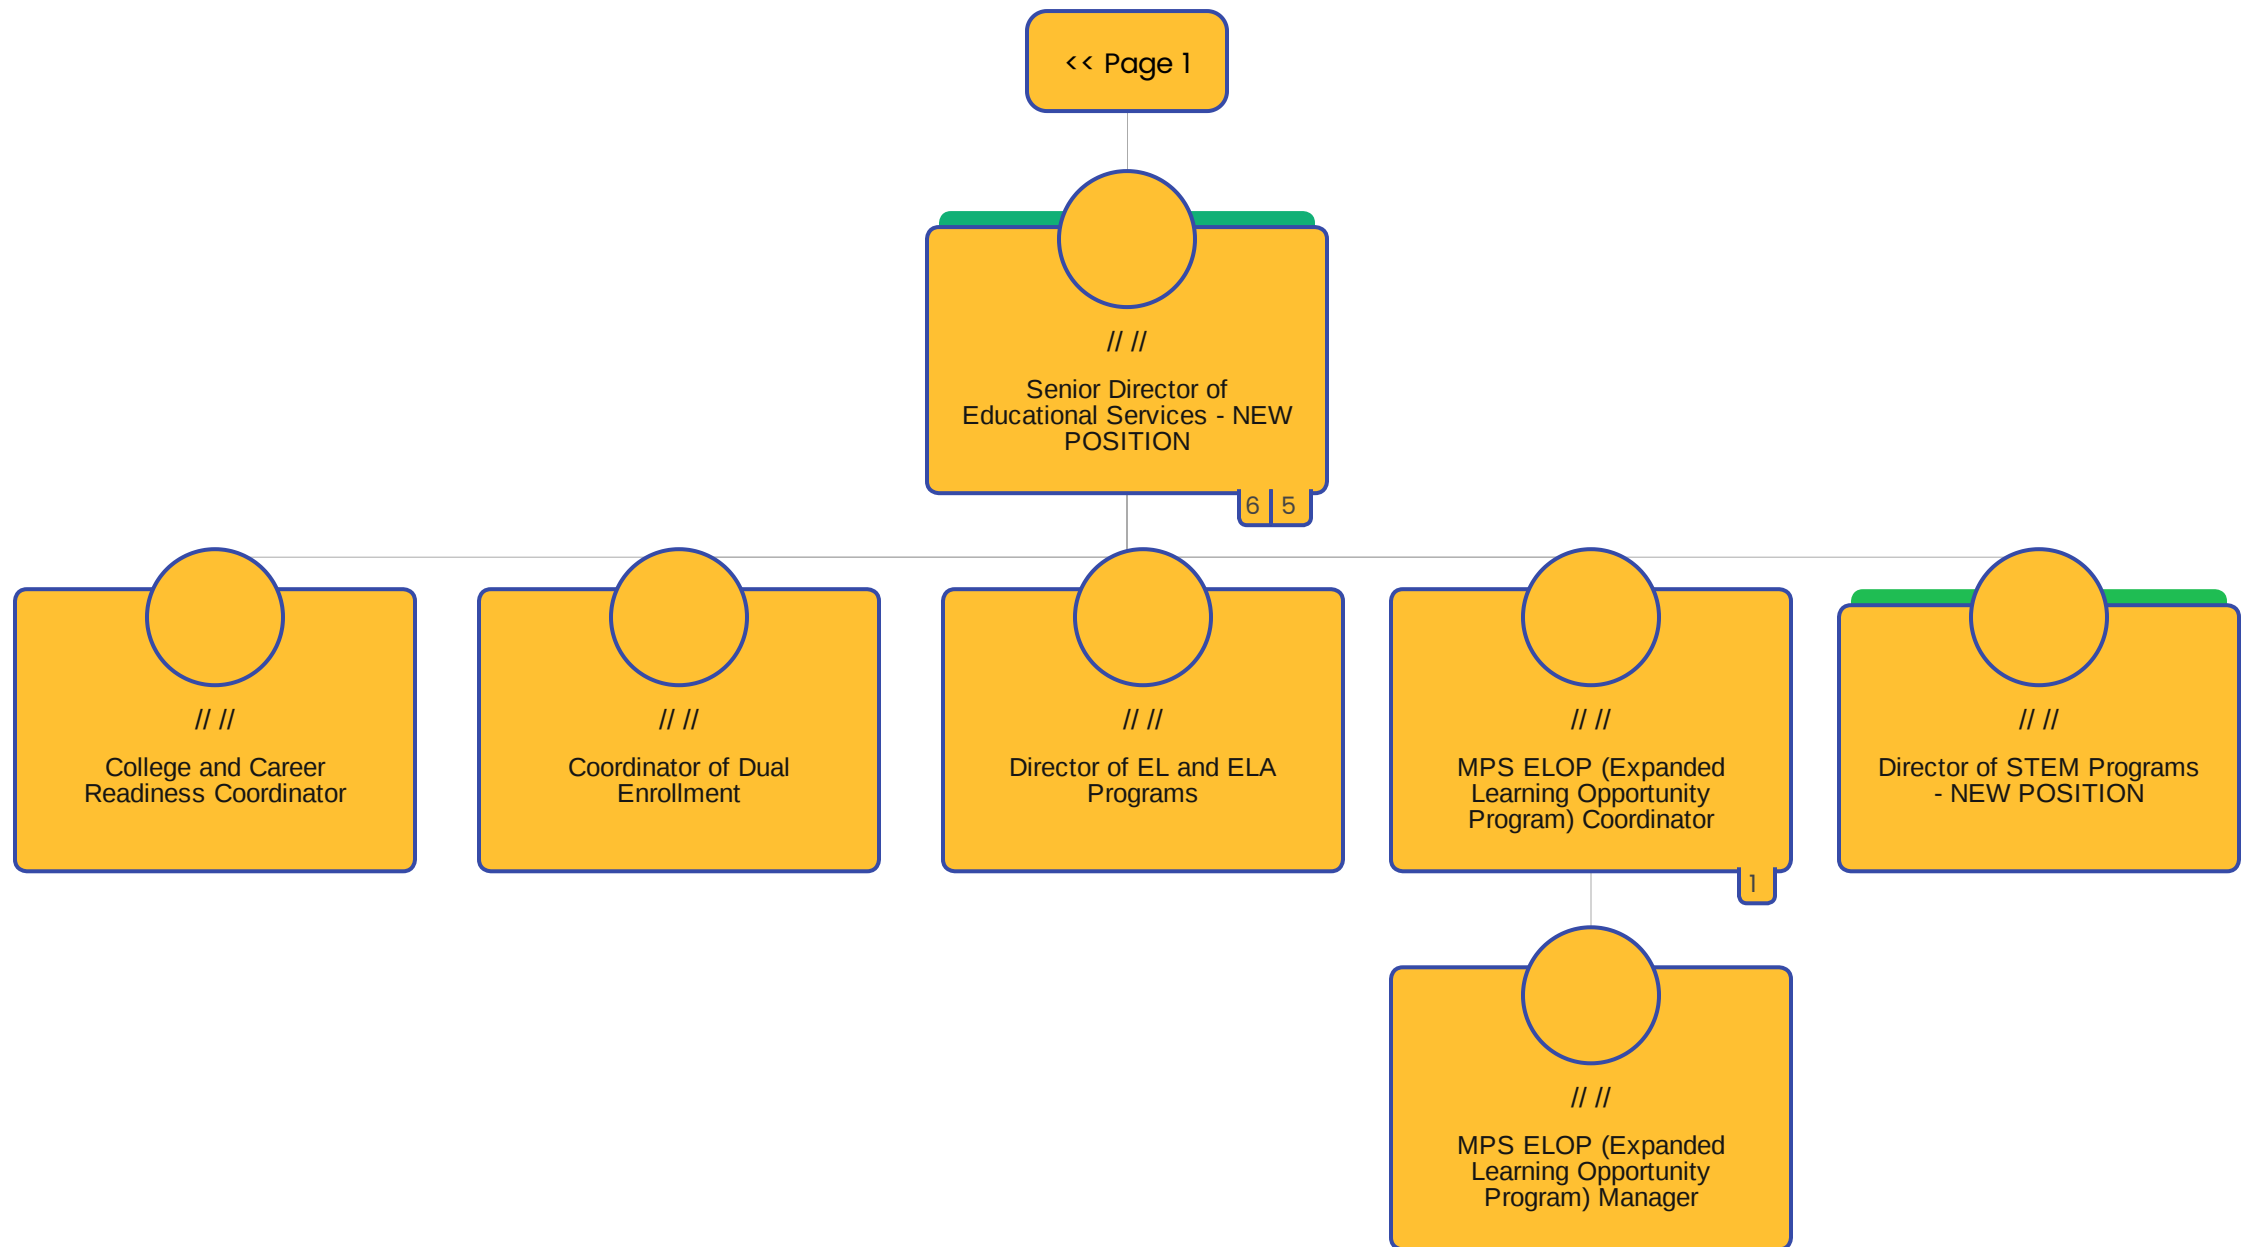 << Page 1
// //
Senior Director of
Educational Services - NEW
POSITION
6 5
// //
College and Career
Readiness Coordinator
// //
Coordinator of Dual
Enrollment
// //
Director of EL and ELA
Programs
// //
MPS ELOP (Expanded
Learning Opportunity
Program) Coordinator
1
// //
Director of STEM Programs
- NEW POSITION
// //
MPS ELOP (Expanded
Learning Opportunity
Program) Manager